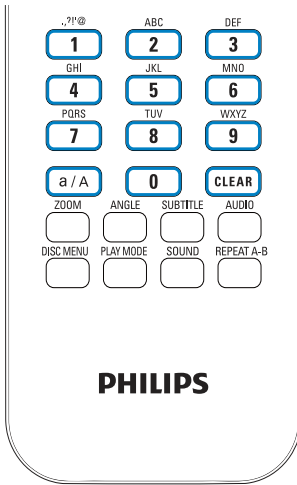 .,?!'@ ABC DEF
1 2 3
GHI JKL MNO
4 5 6
PQRS TUV WXYZ
7 8 9
a / A 0 CLEAR
ZOOM ANGLE SUBTITLE AUDIO
DISC MENU PLAY MODE SOUND REPEAT A-B
PHILIPS